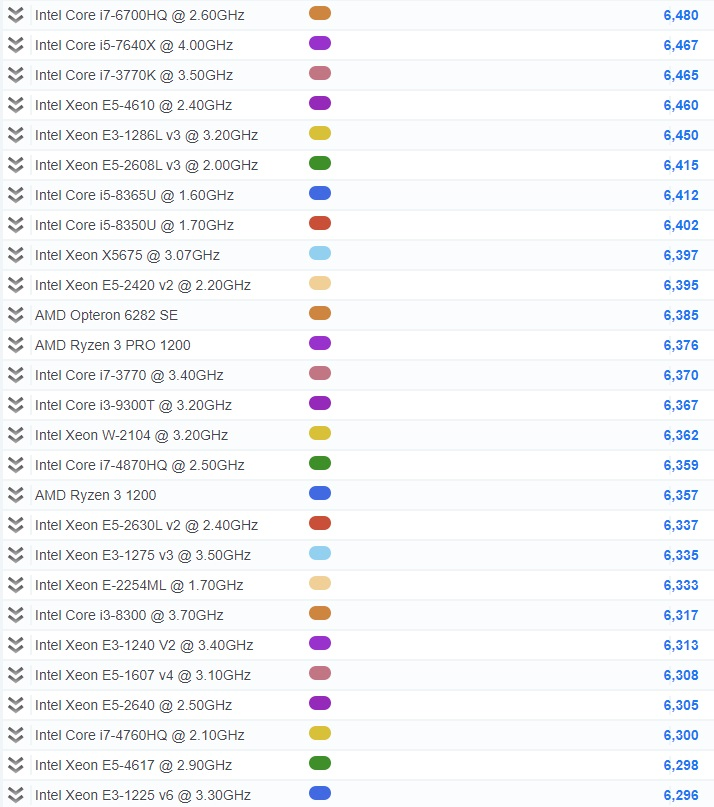 Intel Core i7-6700HQ @ 2.60GHz 6,480
Intel Core i5-7640X @ 4.00GHz 6,467
Intel Core i7-3770K @ 3.50GHz 6,465
Intel Xeon E5-4610 @ 2.40GHz 6,460
Intel Xeon E3-1286L v3 @ 3.20GHz 6,450
Intel Xeon E5-2608L v3 @ 2.00GHz 6,415
Intel Core i5-8365U @ 1.60GHz 6,412
Intel Core i5-8350U @ 1.70GHz 6,402
Intel Xeon X5675 @ 3.07GHz 6,397
Intel Xeon E5-2420 v2 @ 2.20GHz 6,395
AMD Opteron 6282 SE 6,385
AMD Ryzen 3 PRO 1200 6,376
Intel Core i7-3770 @ 3.40GHz 6,370
Intel Core i3-9300T @ 3.20GHz 6,367
Intel Xeon W-2104 @ 3.20GHz 6,362
Intel Core i7-4870HQ @ 2.50GHz 6,359
AMD Ryzen 3 1200 6,357
Intel Xeon E5-2630L v2 @ 2.40GHz 6,337
Intel Xeon E3-1275 v3 @ 3.50GHz 6,335
Intel Xeon E-2254ML @ 1.70GHz 6,333
Intel Core i3-8300 @ 3.70GHz 6,317
Intel Xeon E3-1240 V2 @ 3.40GHz 6,313
Intel Xeon E5-1607 v4 @ 3.10GHz 6,308
Intel Xeon E5-2640 @ 2.50GHz 6,305
Intel Core i7-4760HQ @ 2.10GHz 6,300
Intel Xeon E5-4617 @ 2.90GHz 6,298
Intel Xeon E3-1225 v6 @ 3.30GHz 6,296